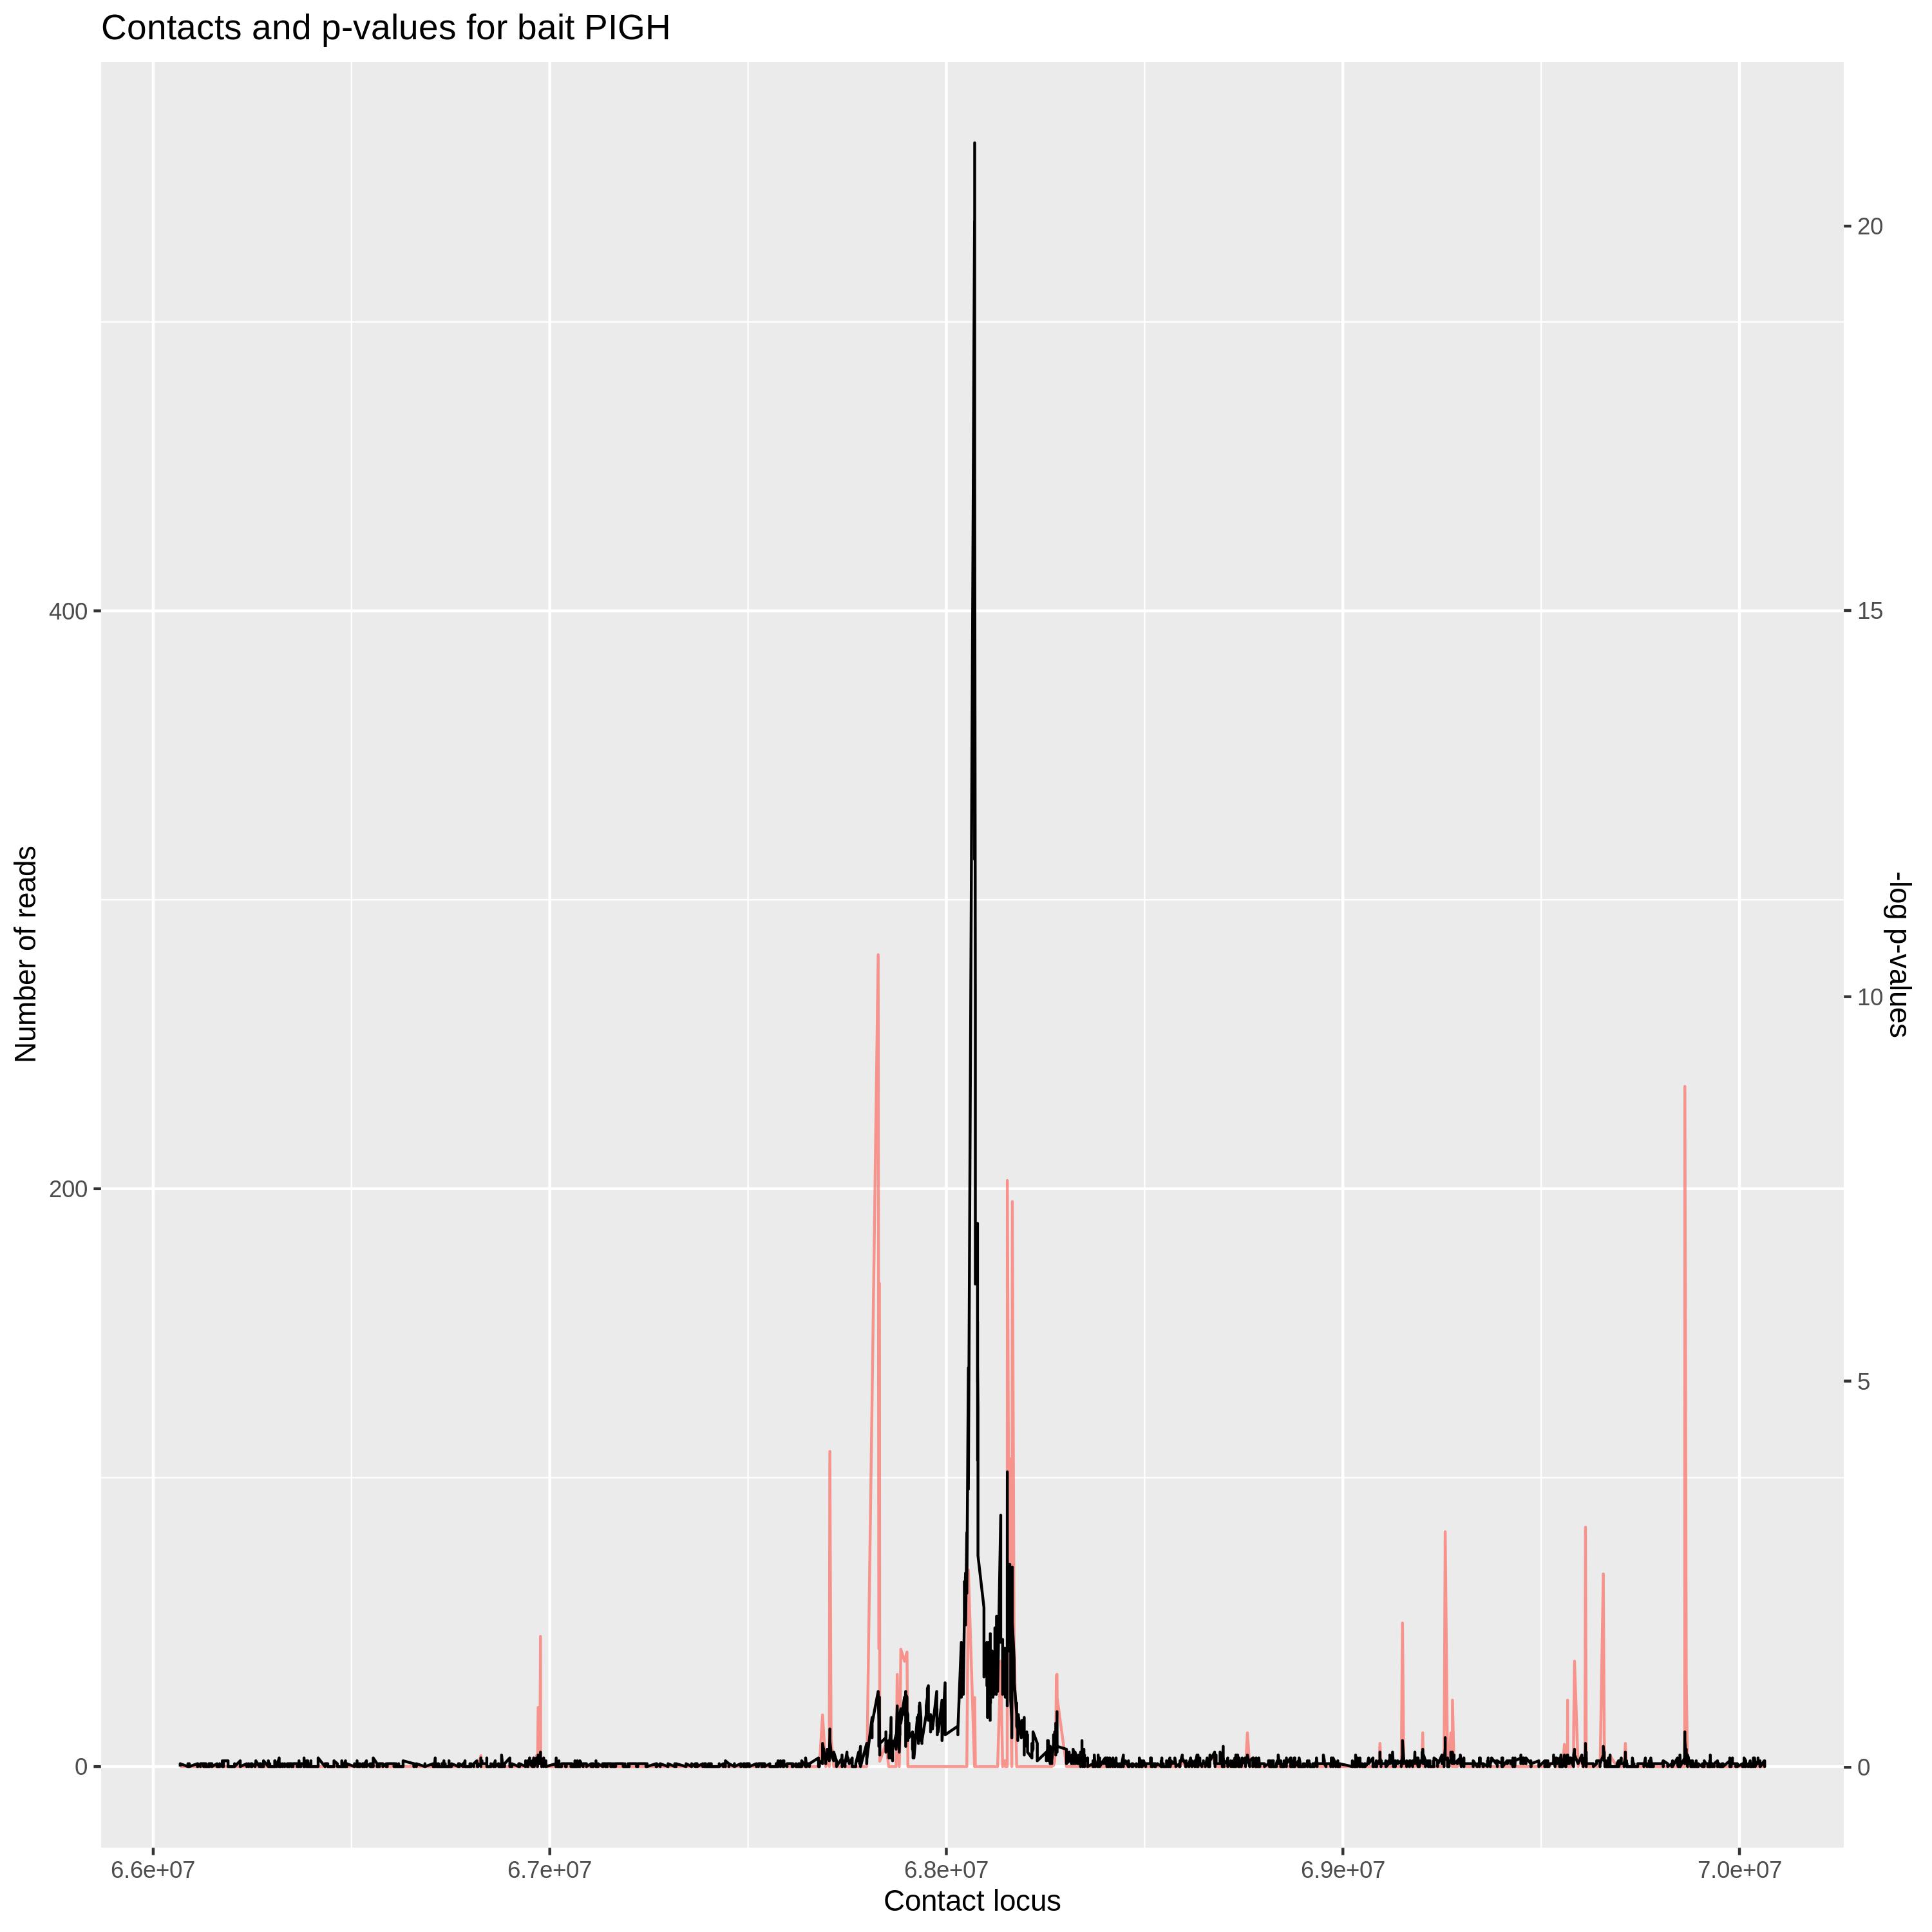 Contacts and p-values for bait PIGH
Number of reads
400
200
0
20
15
10
5
0
-log p-values
6.6e+07
6.7e+07
6.8e+07
6.9e+07
7.0e+07
Contact locus